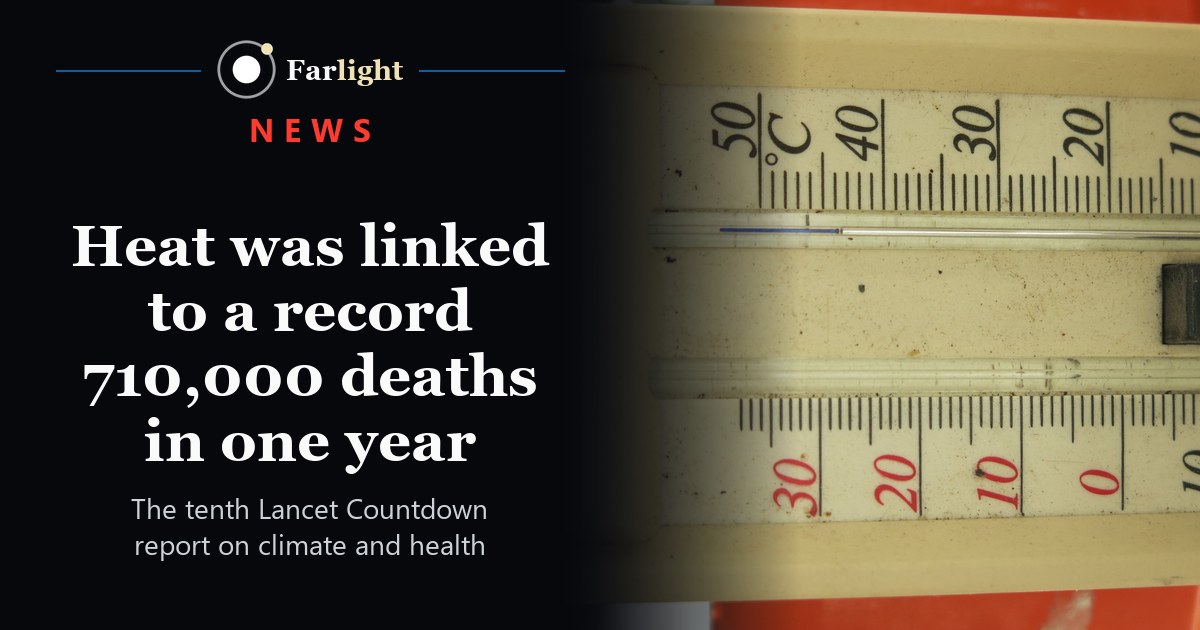 Farlight
NEWS
Heat was linked
to a record
710,000 deaths
in one year
The tenth Lancet Countdown
report on climate and health
50 °C 40 30 20 10
30 20 10 0 10